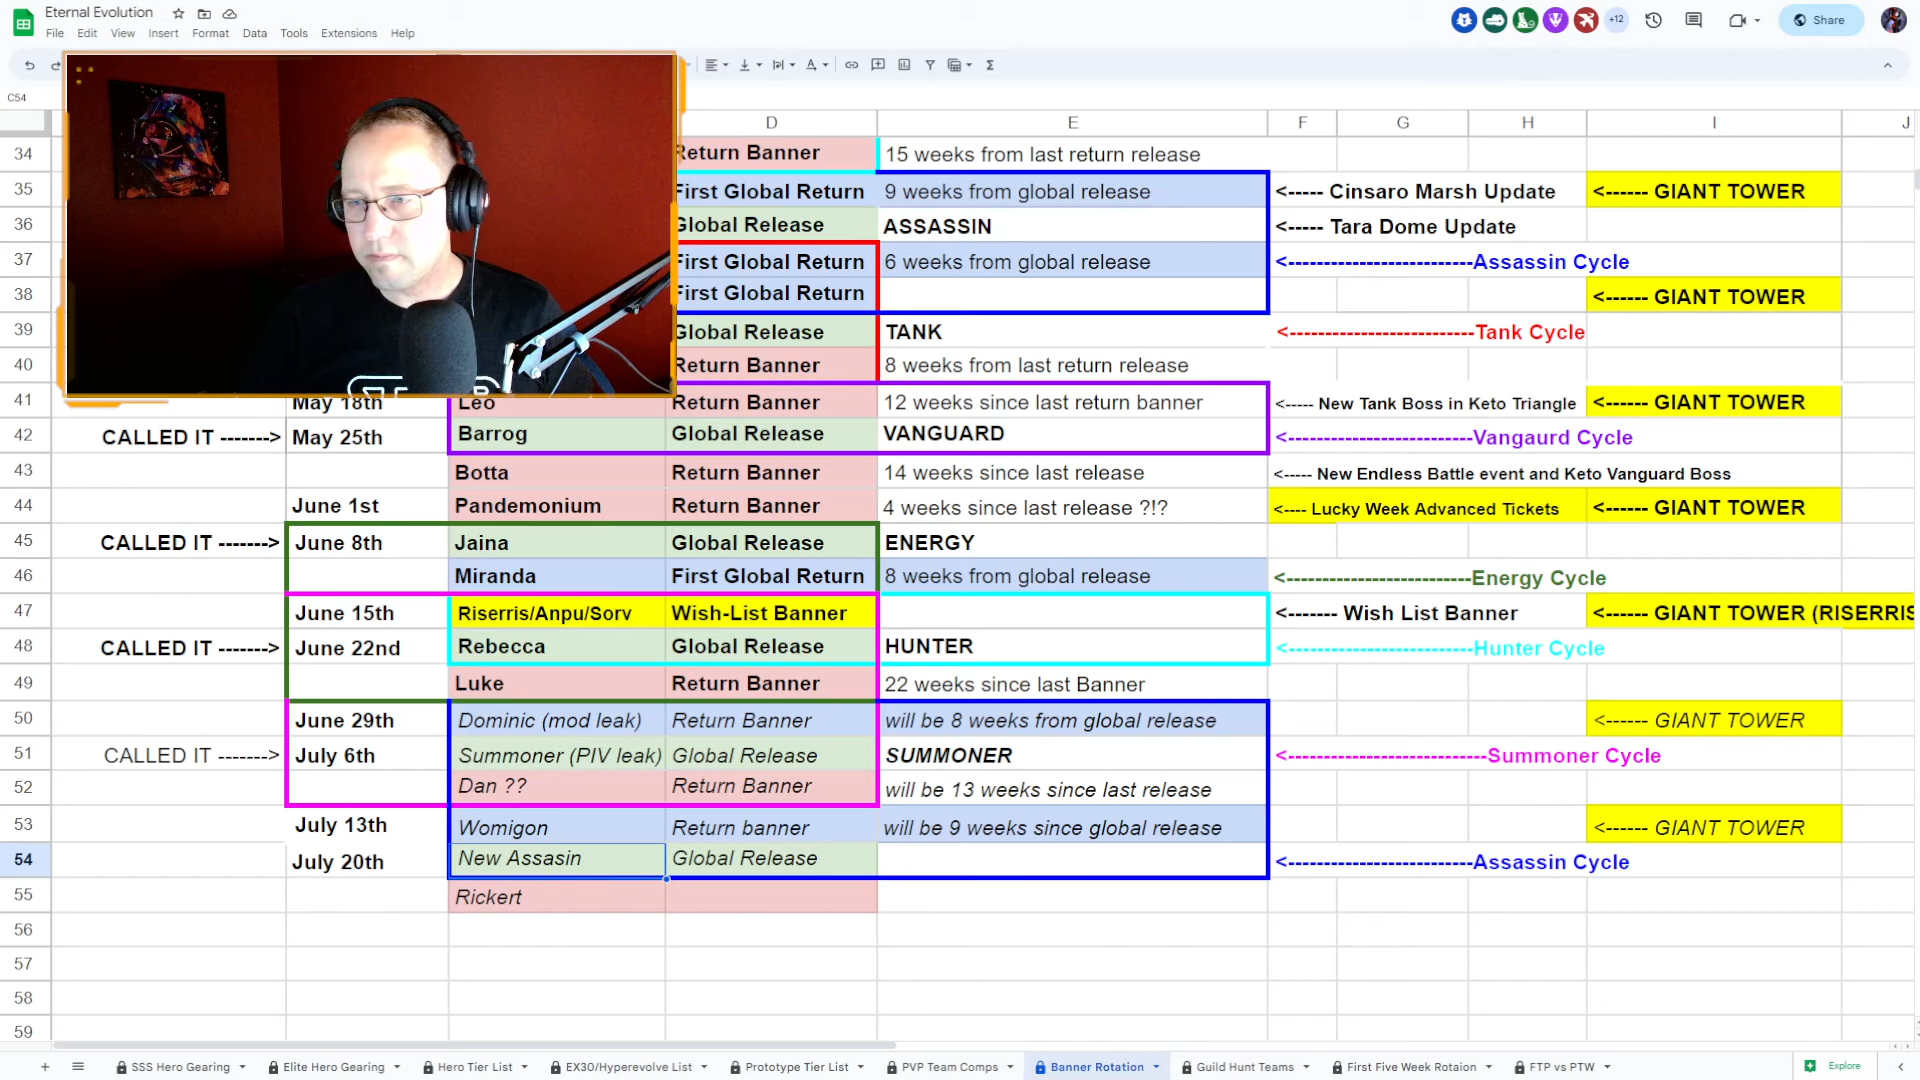 Eternal Evolution
File Edit View Insert Format Data Tools Extensions Help
+12
Share
C54
D E F G H I J
34 Return Banner 15 weeks from last return release
35 First Global Return 9 weeks from global release <----- Cinsaro Marsh Update <------ GIANT TOWER
36 Global Release ASSASSIN <----- Tara Dome Update
37 First Global Return 6 weeks from global release <-------------------------Assassin Cycle
38 First Global Return <------ GIANT TOWER
39 Global Release TANK <-------------------------Tank Cycle
40 Return Banner 8 weeks from last return release
41 May 18th Leo Return Banner 12 weeks since last return banner <----- New Tank Boss in Keto Triangle <------ GIANT TOWER
42 CALLED IT -------> May 25th Barrog Global Release VANGUARD <-------------------------Vangaurd Cycle
43 Botta Return Banner 14 weeks since last release <----- New Endless Battle event and Keto Vanguard Boss
44 June 1st Pandemonium Return Banner 4 weeks since last release ?!? <---- Lucky Week Advanced Tickets <------ GIANT TOWER
45 CALLED IT -------> June 8th Jaina Global Release ENERGY
46 Miranda First Global Return 8 weeks from global release <-------------------------Energy Cycle
47 June 15th Riserris/Anpu/Sorv Wish-List Banner <------- Wish List Banner <------ GIANT TOWER (RISERRIS
48 CALLED IT -------> June 22nd Rebecca Global Release HUNTER <-------------------------Hunter Cycle
49 Luke Return Banner 22 weeks since last Banner
50 June 29th Dominic (mod leak) Return Banner will be 8 weeks from global release <------ GIANT TOWER
51 CALLED IT -------> July 6th Summoner (PIV leak) Global Release SUMMONER <--------------------------Summoner Cycle
52 Dan ?? Return Banner will be 13 weeks since last release
53 July 13th Womigon Return banner will be 9 weeks since global release <------ GIANT TOWER
54 July 20th New Assasin Global Release <-------------------------Assassin Cycle
55 Rickert
56
57
58
59
SSS Hero Gearing Elite Hero Gearing Hero Tier List EX30/Hyperevolve List Prototype Tier List PVP Team Comps Banner Rotation Guild Hunt Teams First Five Week Rotaion FTP vs PTW Explore